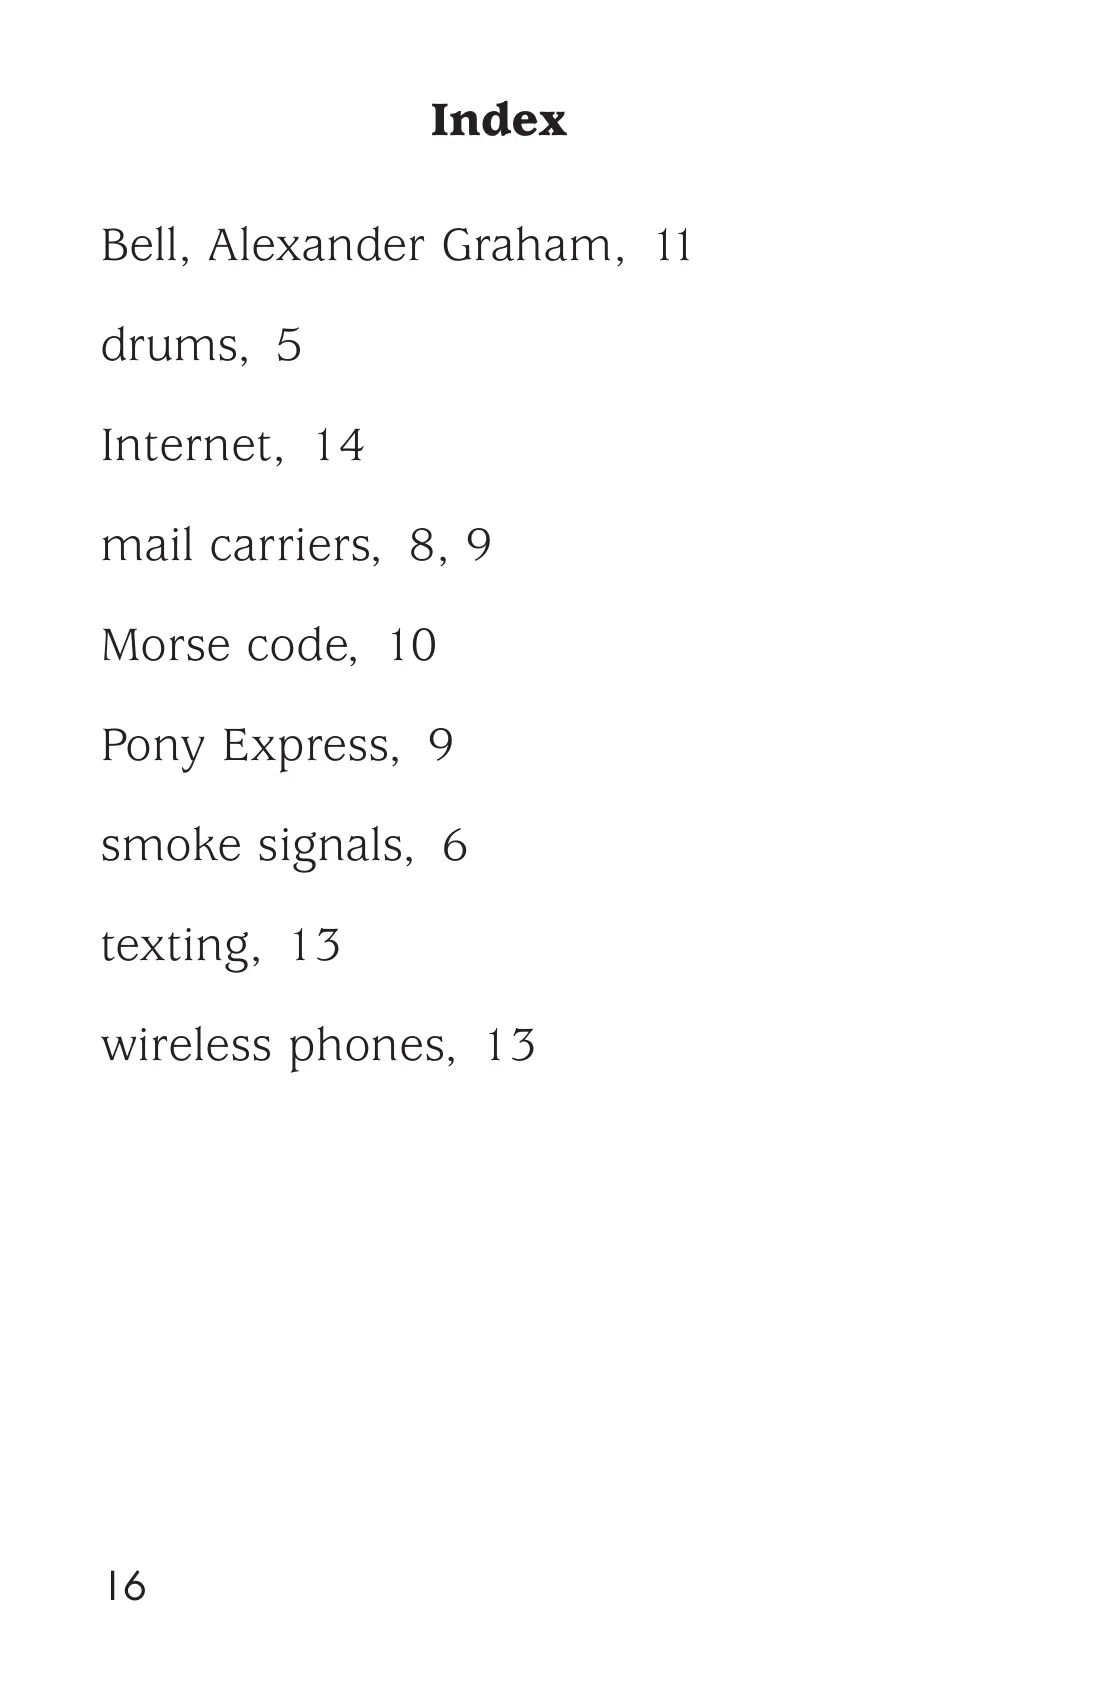 Index
Bell, Alexander Graham, 11
drums, 5
Internet, 14
mail carriers, 8, 9
Morse code, 10
Pony Express, 9
smoke signals, 6
texting, 13
wireless phones, 13
16